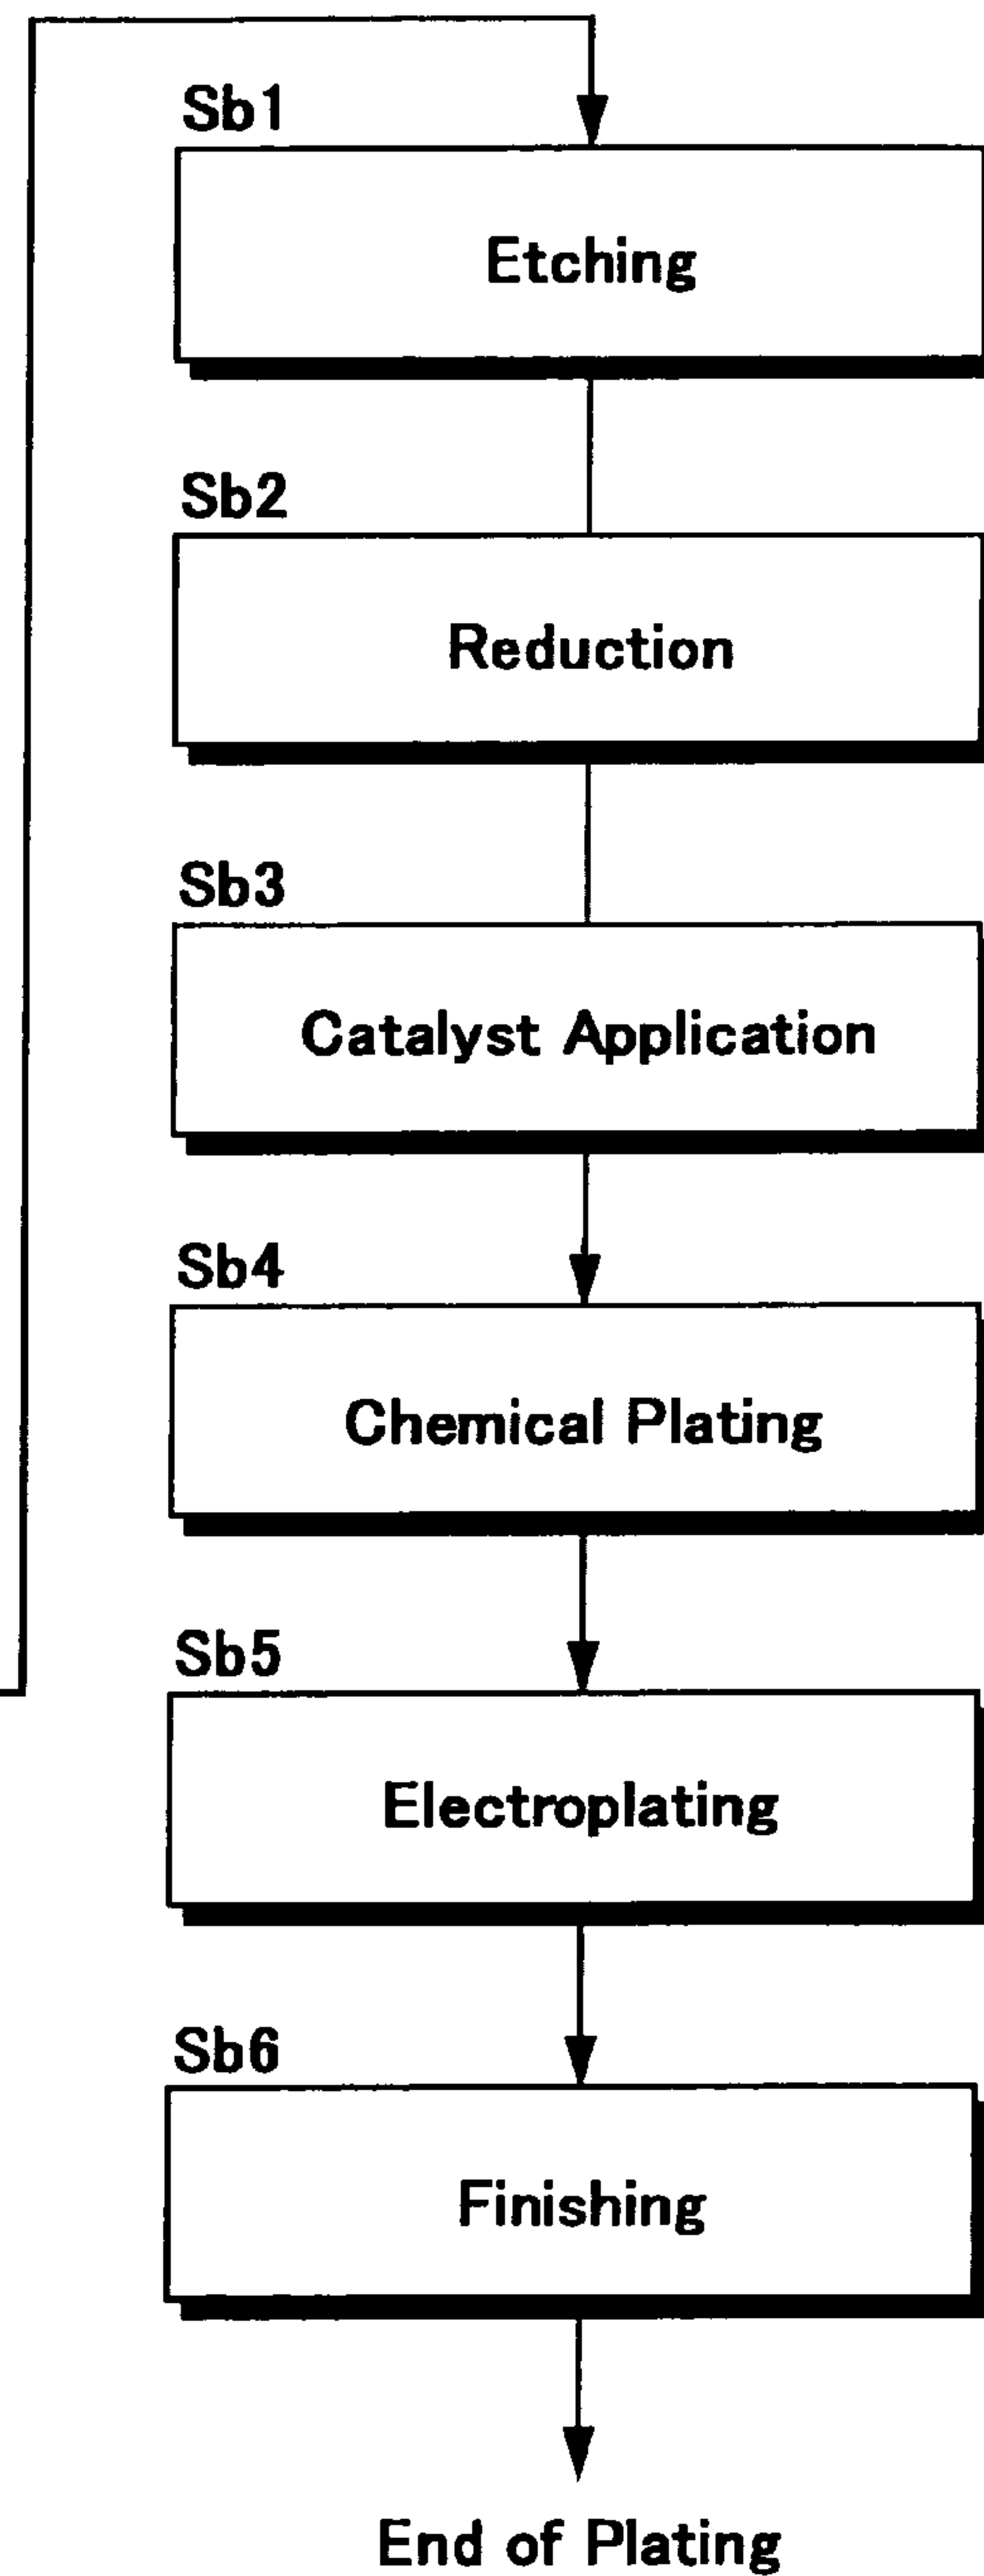 Sb1
Etching
Sb2
Reduction
Sb3
Catalyst Application
Sb4
Chemical Plating
Sb5
Electroplating
Sb6
Finishing
End of Plating